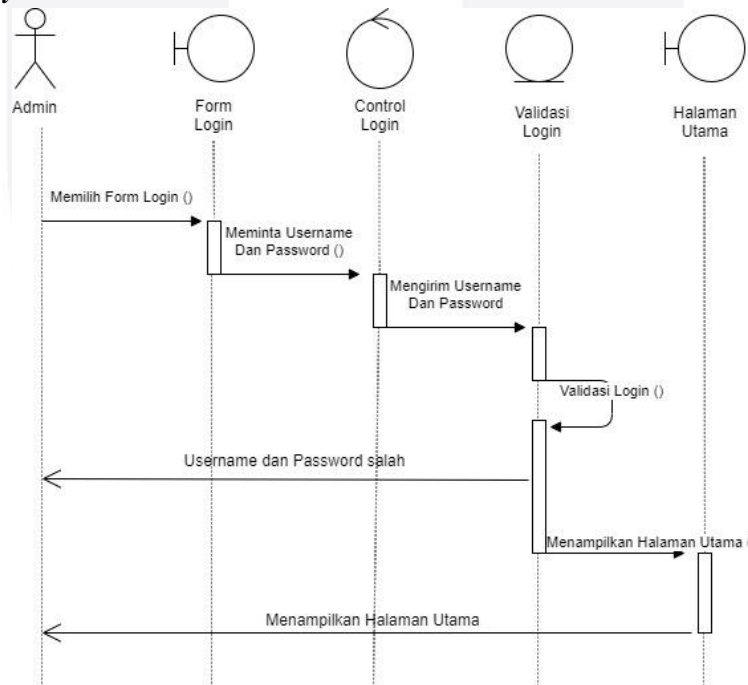 Admin
Form
Login
Control
Login
Validasi
Login
Halaman
Utama
Memilih Form Login ()
Meminta Username
Dan Password ()
Mengirim Username
Dan Password
Validasi Login ()
Username dan Password salah
Menampilkan Halaman Utama (
Menampilkan Halaman Utama